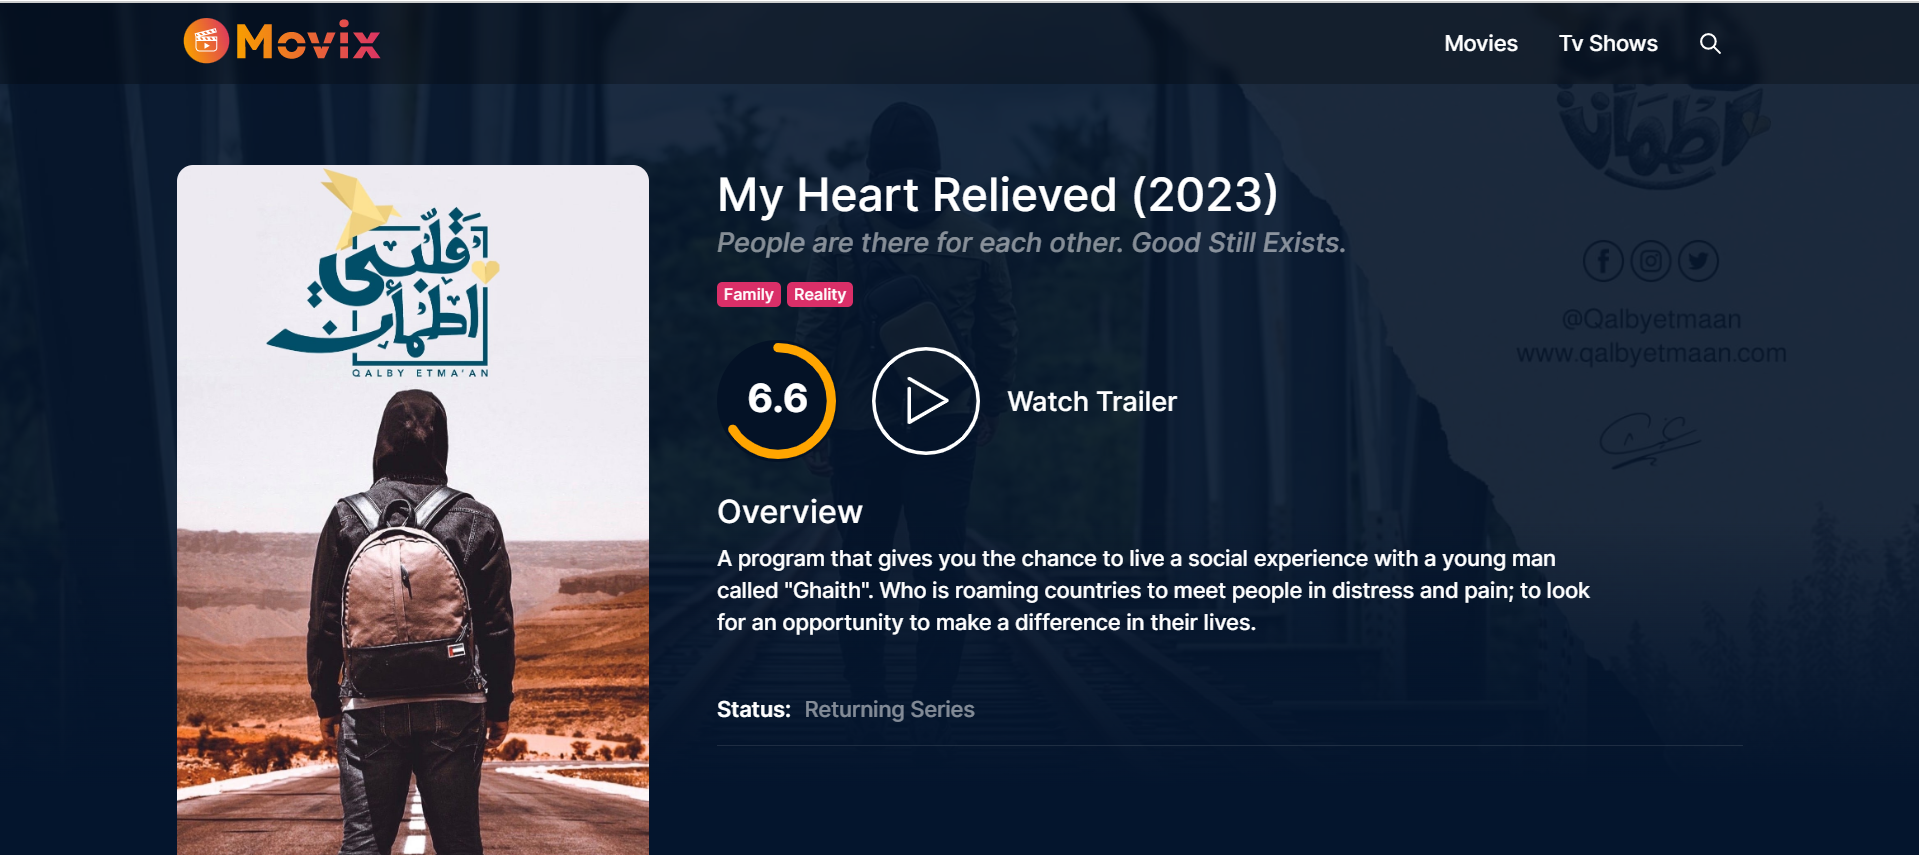 Movix
Movies
Tv Shows
قلبي
اطمأن
QALBY ETMA'AN
My Heart Relieved (2023)
People are there for each other. Good Still Exists.
Family
Reality
6.6
Watch Trailer
Overview
A program that gives you the chance to live a social experience with a young man
called "Ghaith". Who is roaming countries to meet people in distress and pain; to look
for an opportunity to make a difference in their lives.
Status: Returning Series
اطمأن
@Qalbyetmaan
www.qalbyetmaan.com